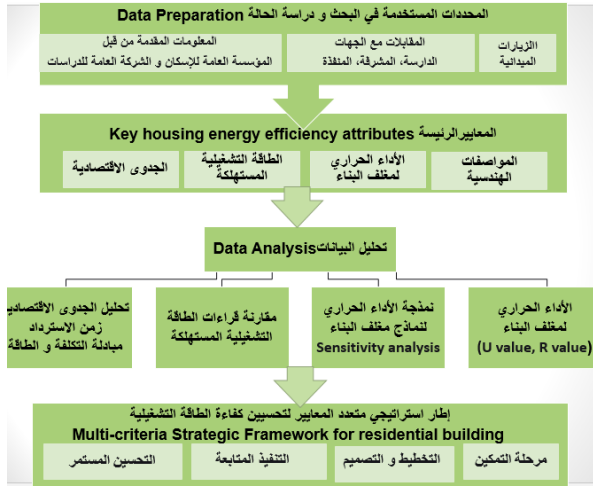 المحددات المستخدمة في البحث و دراسة الحالة Data Preparation
االزيارات
الميدانية
المقابلات مع الجهات
الدارسة، المشرفة، المنفذة
المعلومات المقدمة من قبل
المؤسسة العامة للإسكان و الشركة العامة للدراسات
المعايير الرئيسة Key housing energy efficiency attributes
المواصفات
الهندسية
الأداء الحراري
لمغلف البناء
الطاقة التشغيلية
المستهلكة
الجدوى الاقتصادية
تحليل البيانات Data Analysis
الأداء الحراري
لمغلف البناء
(U value, R value)
نمذجة الأداء الحراري
لنماذج مغلف البناء
Sensitivity analysis
مقارنة قراءات الطاقة
التشغيلية المستهلكة
تحليل الجدوى الاقتصادي
زمن الاسترداد
مبادلة التكلفة و الطاقة
إطار استراتيجي متعدد المعايير لتحسيين كفاءة الطاقة التشغيلية
Multi-criteria Strategic Framework for residential building
مرحلة التمكين
التخطيط و التصميم
التنفيذ المتابعة
التحسين المستمر